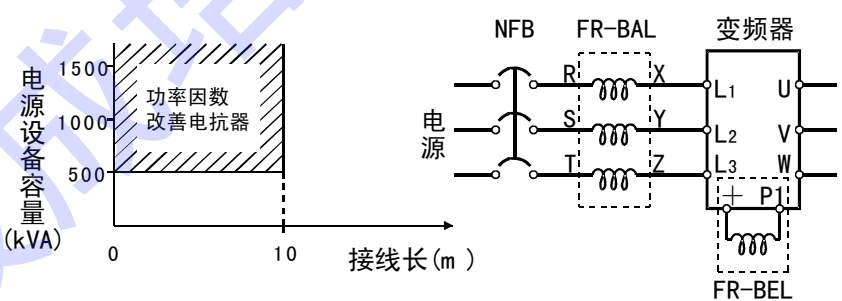 电源设备容量
(kVA)
1500
1000
500
功率因数
改善电抗器
0
10
接线长(m )
NFB
FR-BAL
变频器
电源
R
X
L1
U
S
Y
L2
V
T
Z
L3
W
+ P1
FR-BEL